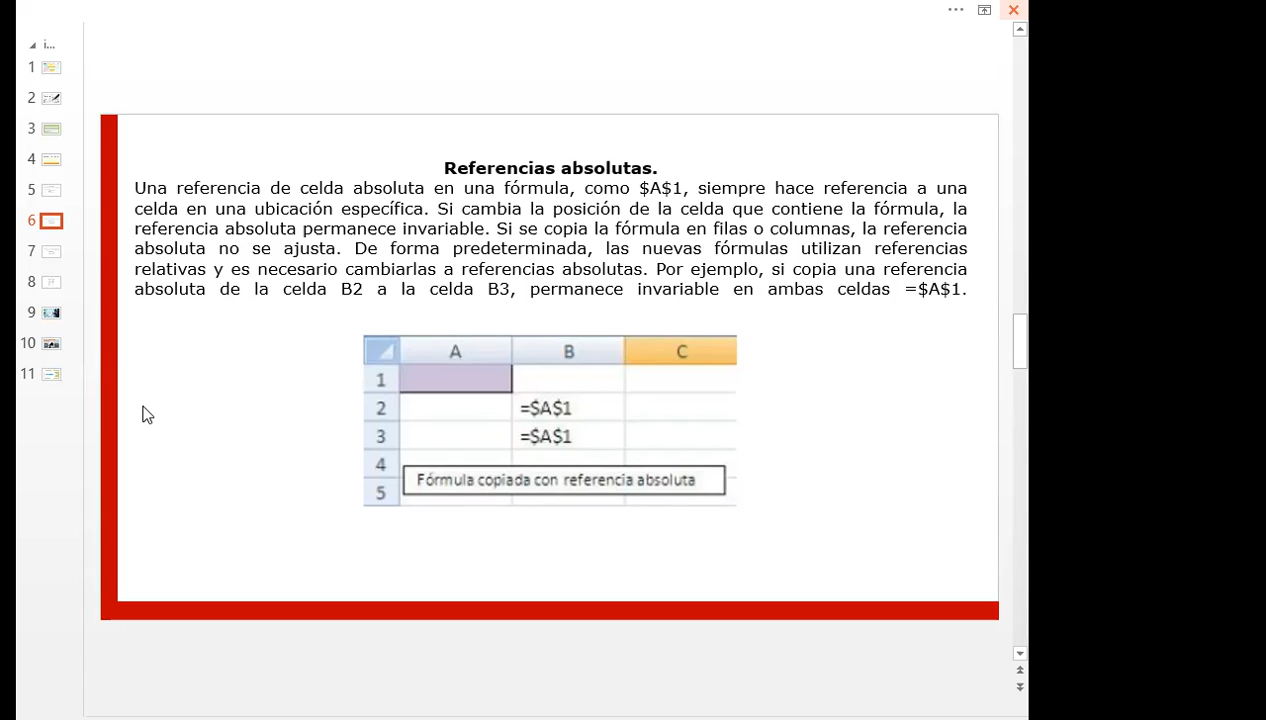 i...
1
2
3
4
5
6
7
8
9
10
11
Referencias absolutas.
Una referencia de celda absoluta en una fórmula, como $A$1, siempre hace referencia a una
celda en una ubicación específica. Si cambia la posición de la celda que contiene la fórmula, la
referencia absoluta permanece invariable. Si se copia la fórmula en filas o columnas, la referencia
absoluta no se ajusta. De forma predeterminada, las nuevas fórmulas utilizan referencias
relativas y es necesario cambiarlas a referencias absolutas. Por ejemplo, si copia una referencia
absoluta de la celda B2 a la celda B3, permanece invariable en ambas celdas =$A$1.
A B C
1
2 =$A$1
3 =$A$1
4
Fórmula copiada con referencia absoluta
5